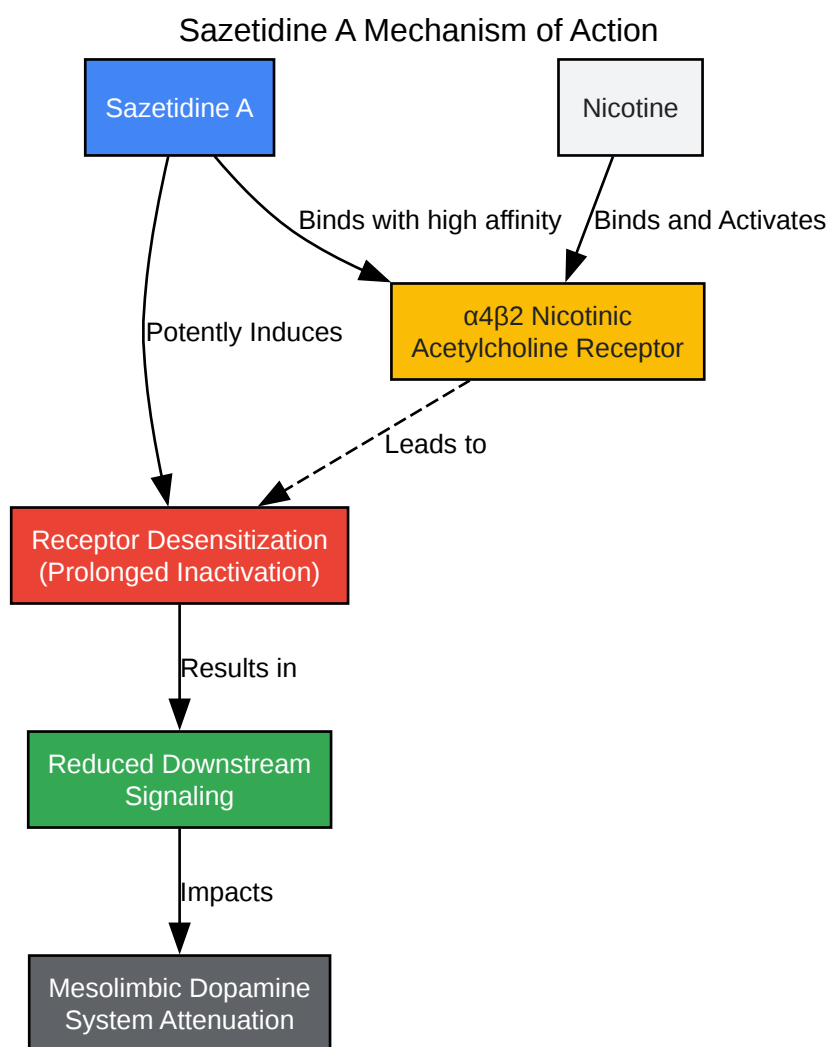 Sazetidine A Mechanism of Action
Sazetidine A
Nicotine
Binds with high affinity
Binds and Activates
α4β2 Nicotinic
Acetylcholine Receptor
Potently Induces
Leads to
Receptor Desensitization
(Prolonged Inactivation)
Results in
Reduced Downstream
Signaling
Impacts
Mesolimbic Dopamine
System Attenuation